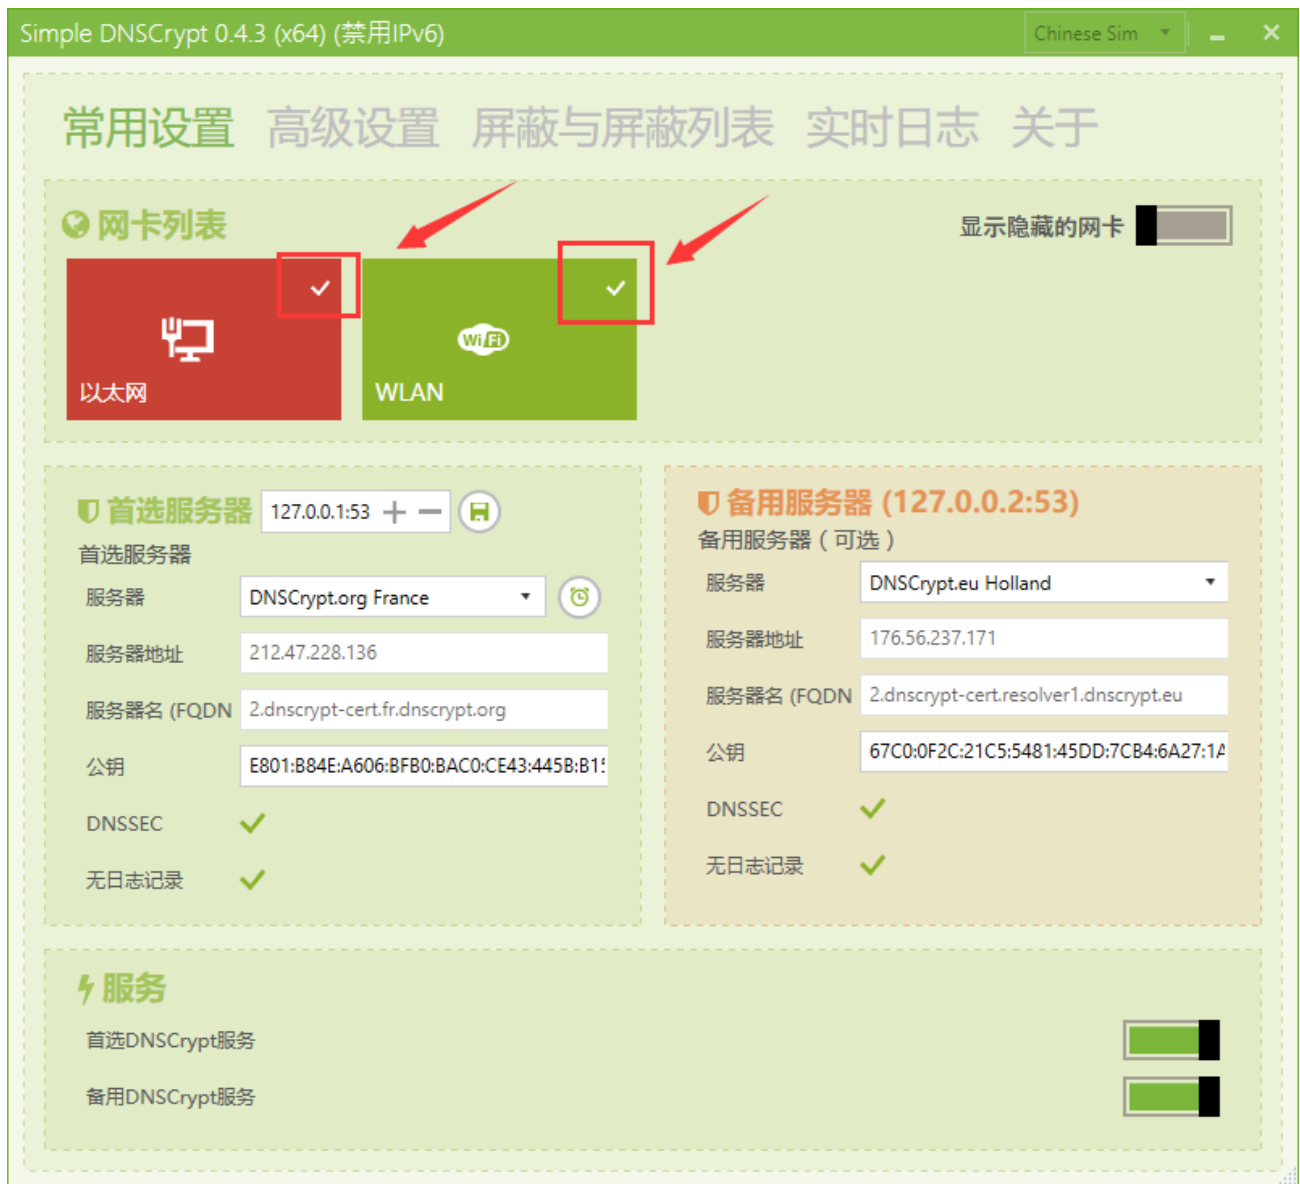 Simple DNSCrypt 0.4.3 (x64) (禁用IPv6)
Chinese Sim
常用设置 高级设置 屏蔽与屏蔽列表 实时日志 关于
网卡列表
显示隐藏的网卡
以太网
WiFi
WLAN
首选服务器 127.0.0.1:53
首选服务器
服务器 DNSCrypt.org France
服务器地址 212.47.228.136
服务器名 (FQDN 2.dnscrypt-cert.fr.dnscrypt.org
公钥 E801:B84E:A606:BFB0:BAC0:CE43:445B:B15
DNSSEC
无日志记录
备用服务器 (127.0.0.2:53)
备用服务器 ( 可选 )
服务器 DNSCrypt.eu Holland
服务器地址 176.56.237.171
服务器名 (FQDN 2.dnscrypt-cert.resolver1.dnscrypt.eu
公钥 67C0:0F2C:21C5:5481:45DD:7CB4:6A27:1A
DNSSEC
无日志记录
服务
首选DNSCrypt服务
备用DNSCrypt服务